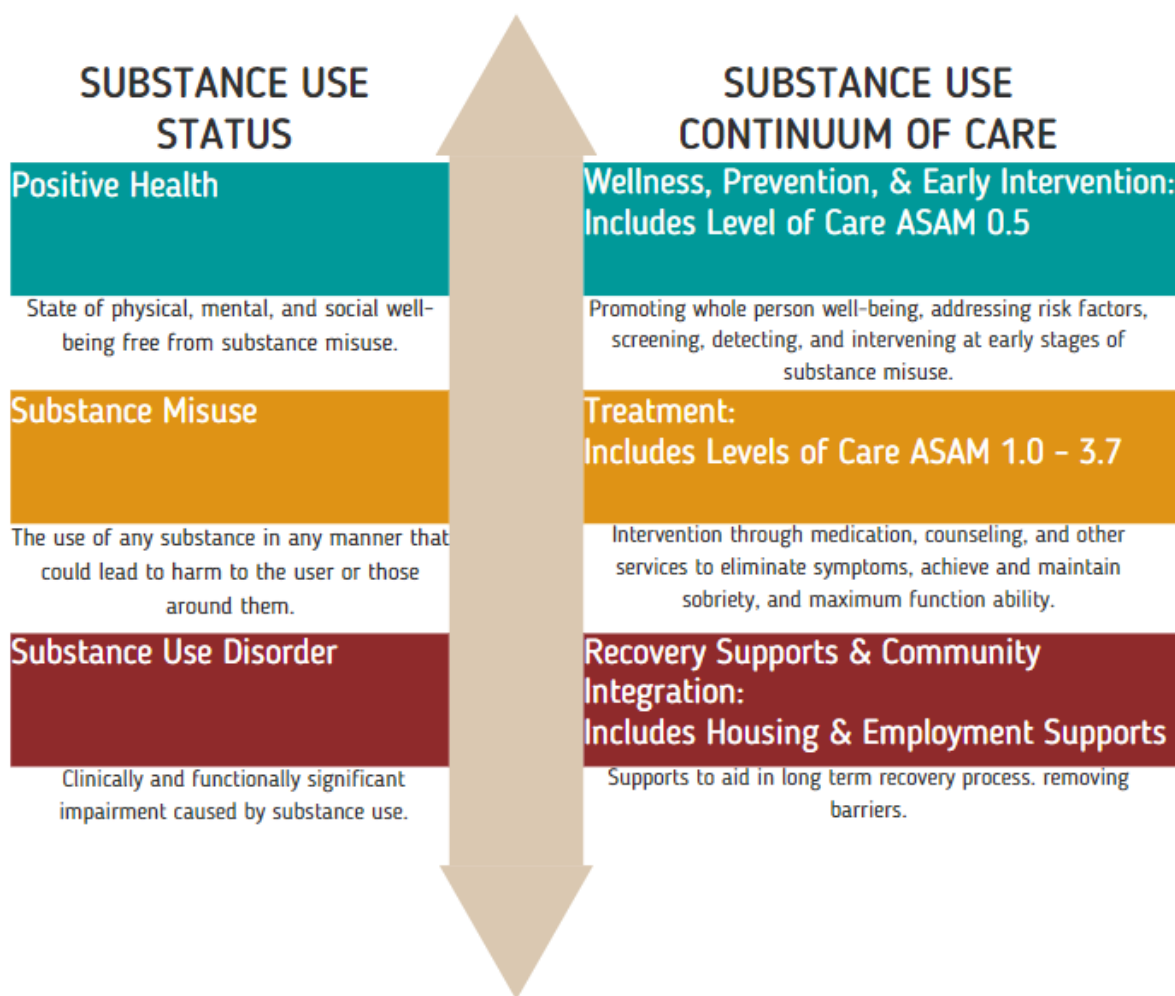 SUBSTANCE USE
STATUS
Positive Health
State of physical, mental, and social well-
being free from substance misuse.
Substance Misuse
The use of any substance in any manner that
could lead to harm to the user or those
around them.
Substance Use Disorder
Clinically and functionally significant
impairment caused by substance use.
SUBSTANCE USE
CONTINUUM OF CARE
Wellness, Prevention, & Early Intervention:
Includes Level of Care ASAM 0.5
Promoting whole person well-being, addressing risk factors,
screening, detecting, and intervening at early stages of
substance misuse.
Treatment:
Includes Levels of Care ASAM 1.0 - 3.7
Intervention through medication, counseling, and other
services to eliminate symptoms, achieve and maintain
sobriety, and maximum function ability.
Recovery Supports & Community
Integration:
Includes Housing & Employment Supports
Supports to aid in long term recovery process. removing
barriers.